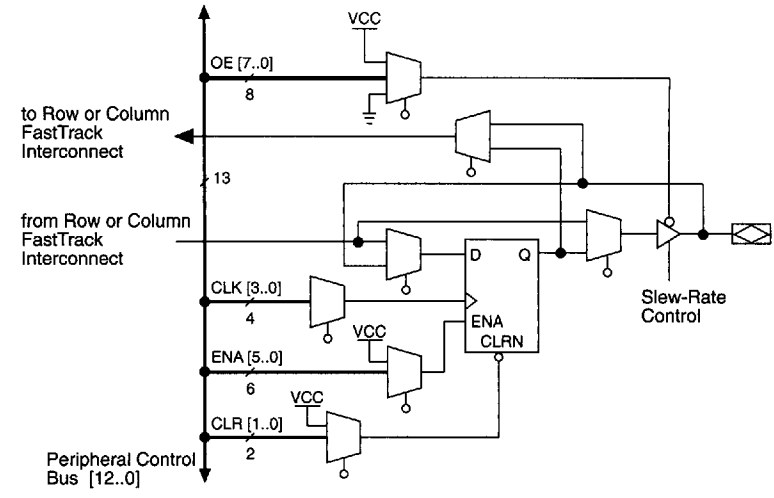 VCC
OE [7..0]
8
to Row or Column
FastTrack
Interconnect
13
from Row or Column
FastTrack
Interconnect
D
Q
CLK [3..0]
4
Slew-Rate
Control
ENA
CLRN
VCC
ENA [5..0]
6
VCC
CLR [1..0]
2
Peripheral Control
Bus [12..0]